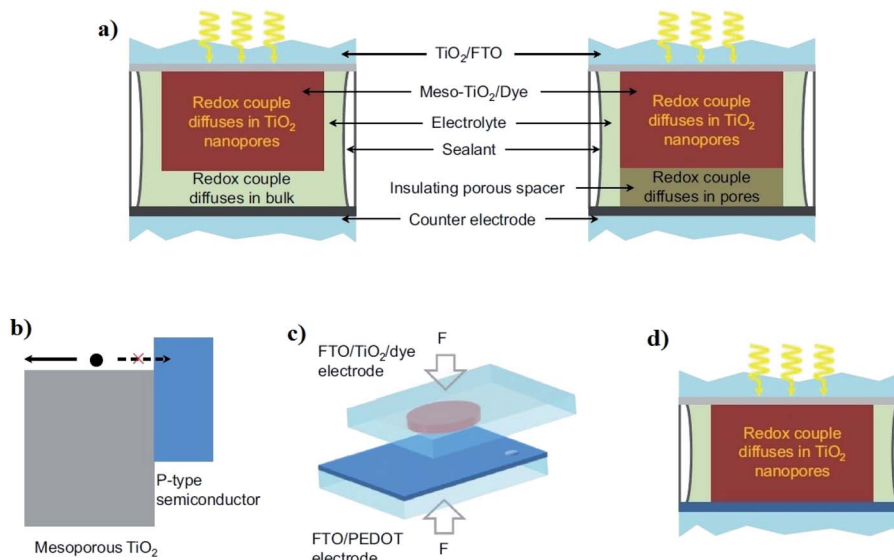 a)
TiO2/FTO
Meso-TiO2/Dye
Electrolyte
Sealant
Insulating porous spacer
Counter electrode
Redox couple
diffuses in TiO2
nanopores
Redox couple
diffuses in bulk
Redox couple
diffuses in TiO2
nanopores
Redox couple
diffuses in pores
b)
P-type
semiconductor
Mesoporous TiO2
c)
FTO/TiO2/dye
electrode
F
FTO/PEDOT
electrode
F
d)
Redox couple
diffuses in TiO2
nanopores